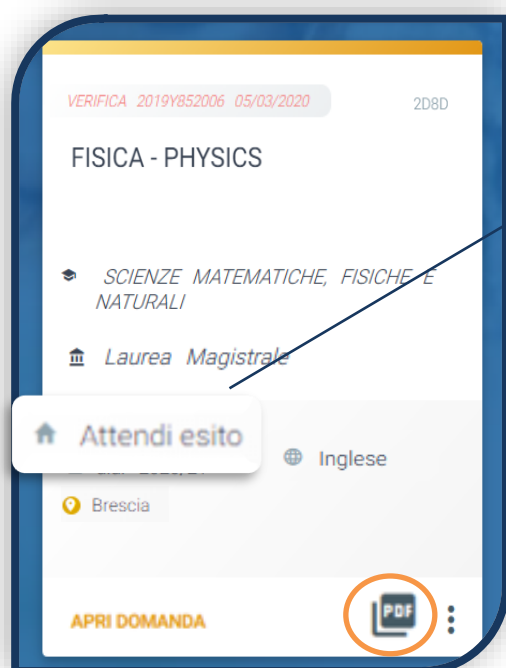 VERIFICA 2019Y852006 05/03/2020
2D8D
FISICA - PHYSICS
SCIENZE MATEMATICHE, FISICHE E
NATURALI
Laurea Magistrale
Attendi esito
Inglese
Brescia
APRI DOMANDA
PDF